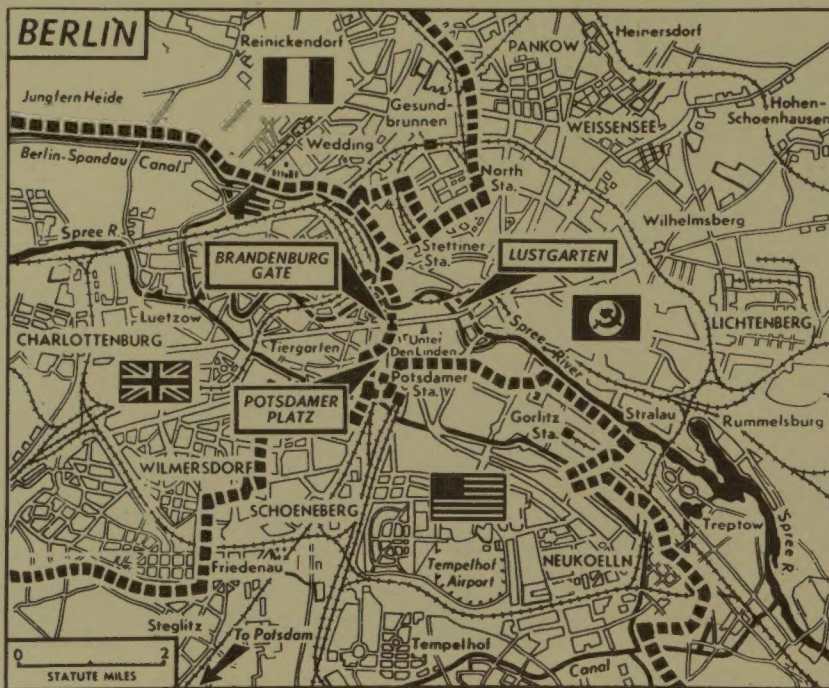 BERLIN
Reinickendorf
PANKOW
Heinersdorf
Jungfern Heide
Gesund-
brunnen
WEISSENSEE
Hohen-
Schoenhausen
Berlin-Spandau Canal
Wedding
North
Sta.
Wilhelmsberg
Spree R.
BRANDENBURG
GATE
Stettiner
Sta.
LUSTGARTEN
Luetzow
CHARLOTTENBURG
Tiergarten
Unter
Den Linden
Spree River
LICHTENBERG
POTSDAMER
PLATZ
Potsdamer
Sta.
Gorlitz
Sta.
Stralau
Rummelsburg
WILMERSDORF
SCHOENEBERG
Treptow
Spree R.
Friedenau
Tempelhof
Airport
NEUKOELLN
Steglitz
To Potsdam
Tempelhof
Canal
0 2
STATUTE MILES